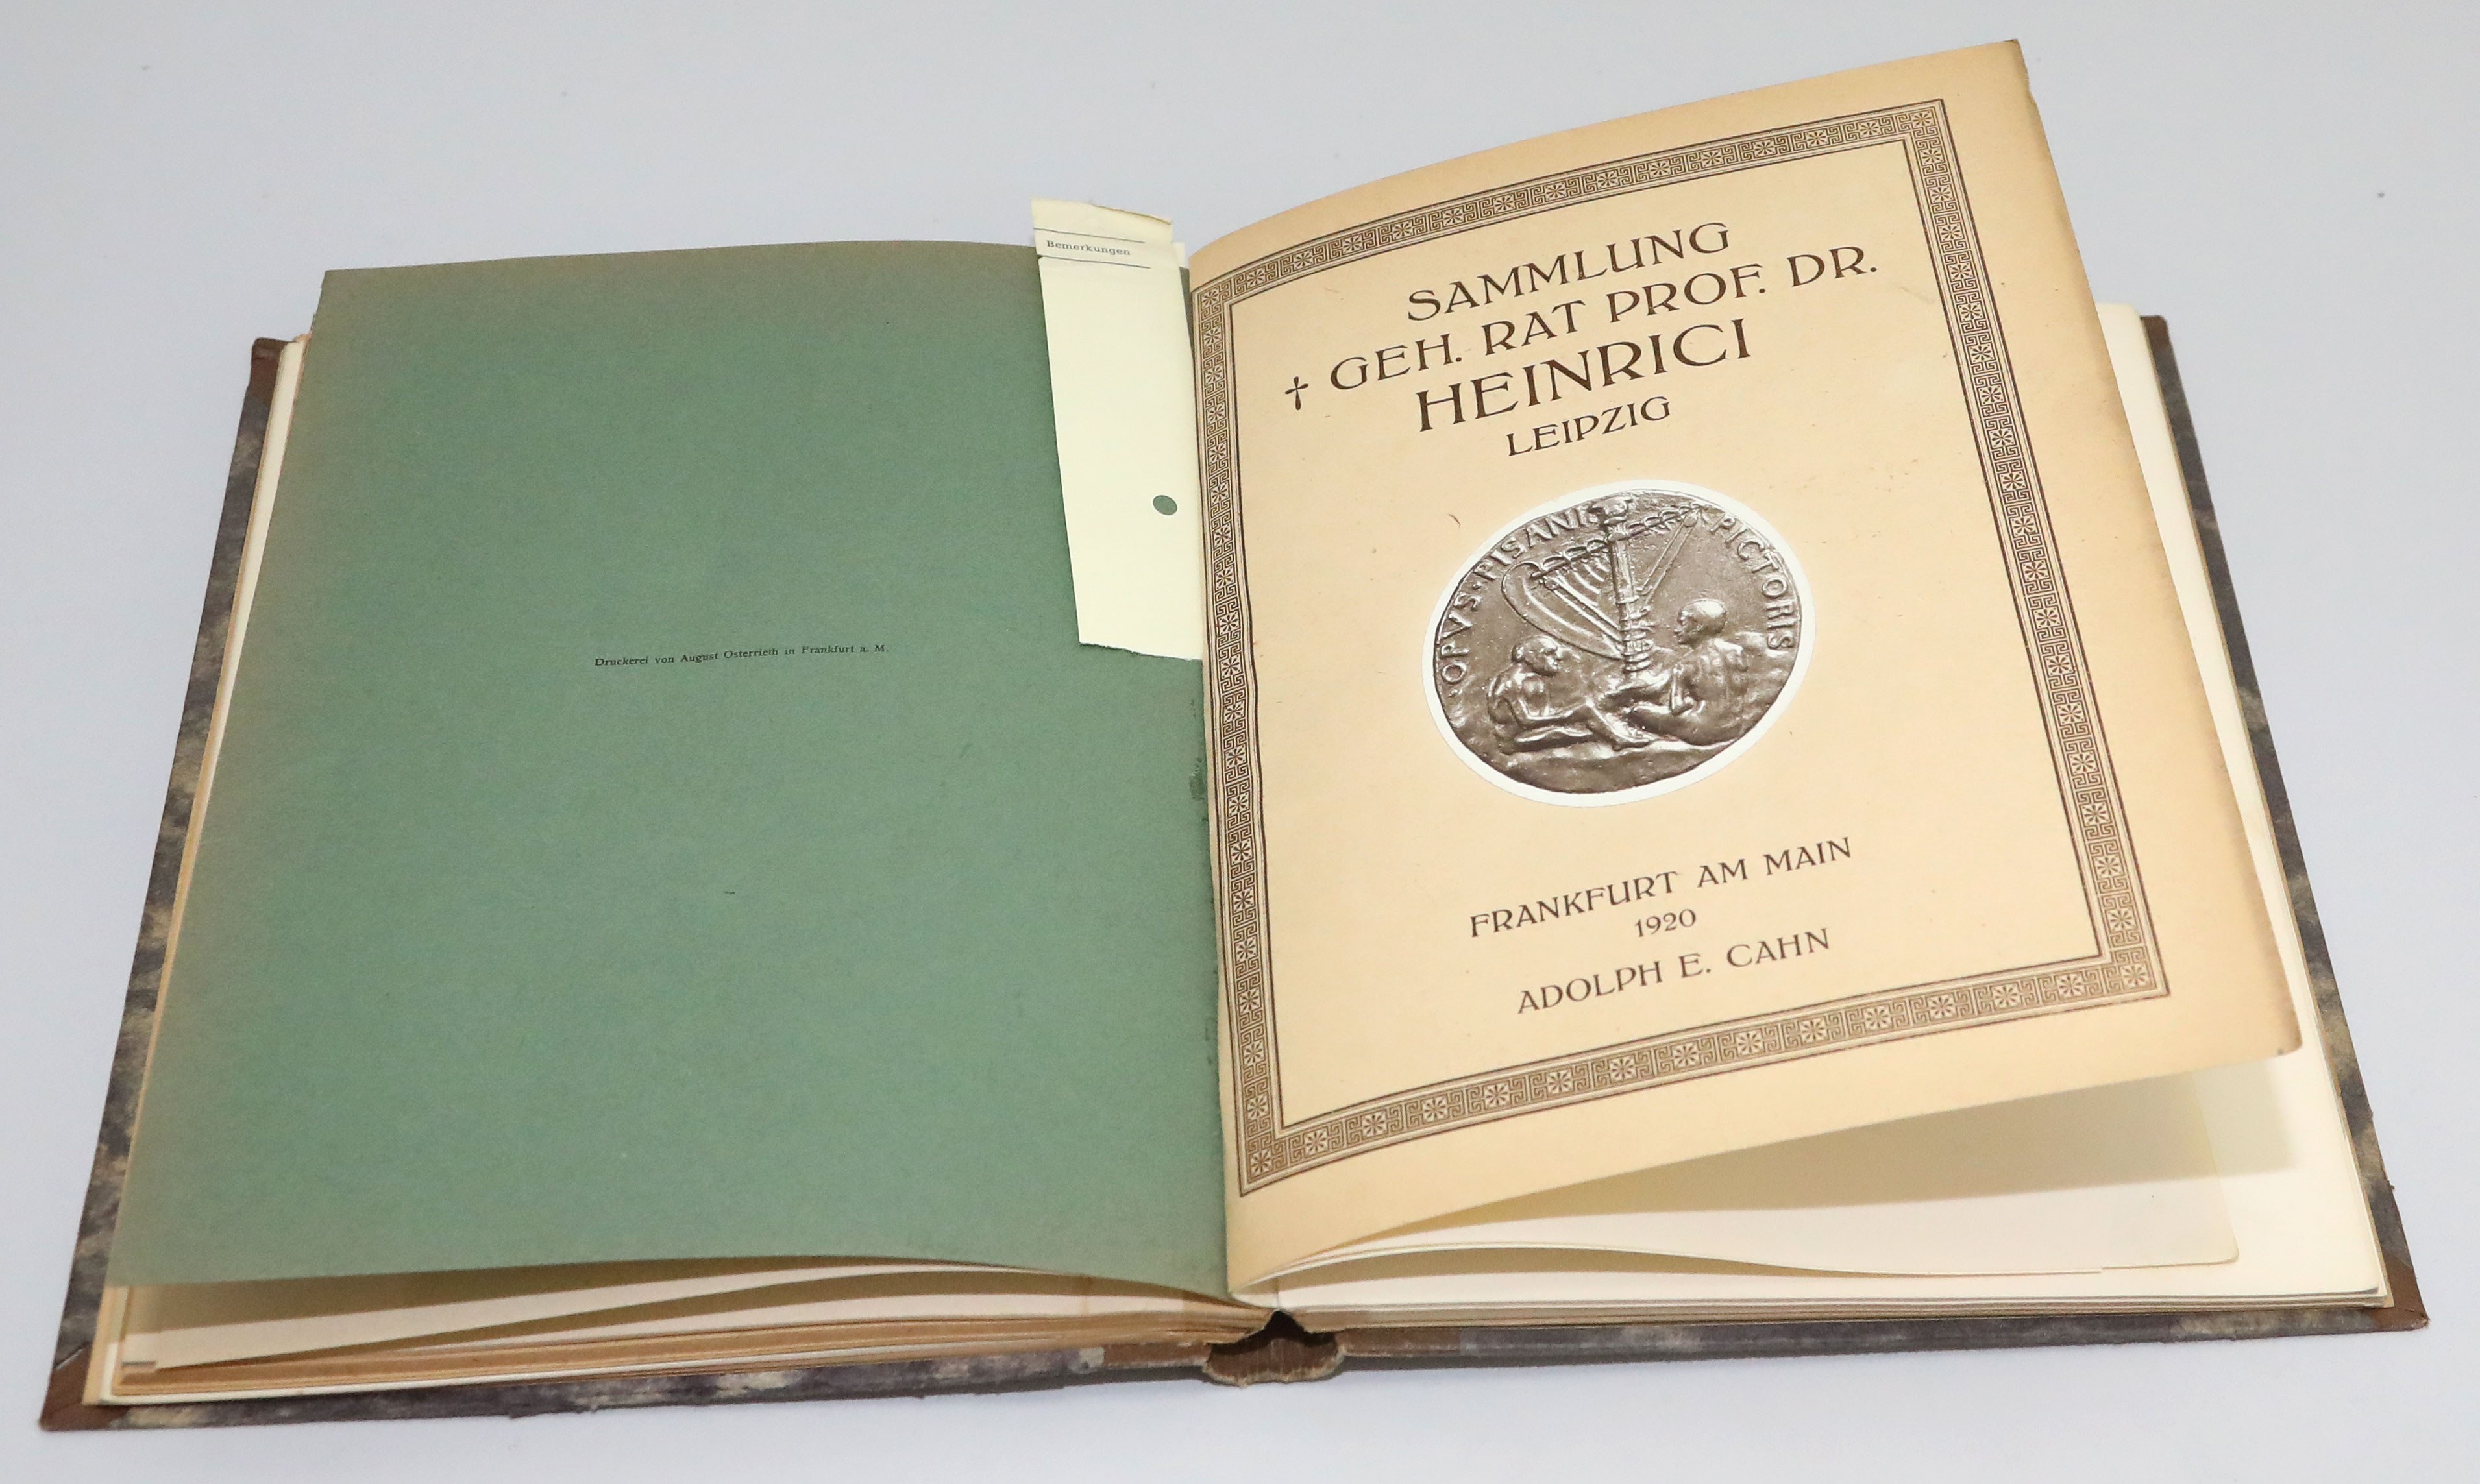 Bemerkungen
Druckerei von August Osterrieth in Frankfurt a. M.
SAMMLUNG
† GEH. RAT PROF. DR.
HEINRICI
LEIPZIG
·OPVS·PISANI PICTORIS
FRANKFURT AM MAIN
1920
ADOLPH E. CAHN